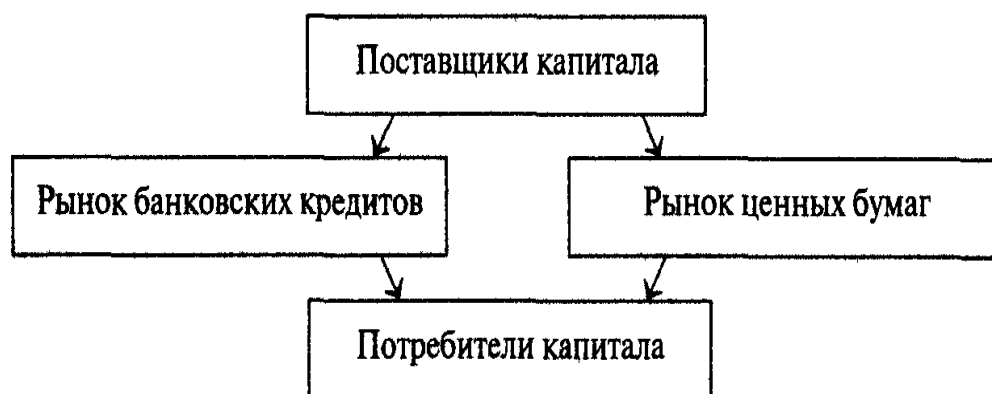 Поставщики капитала
Рынок банковских кредитов
Рынок ценных бумаг
Потребители капитала